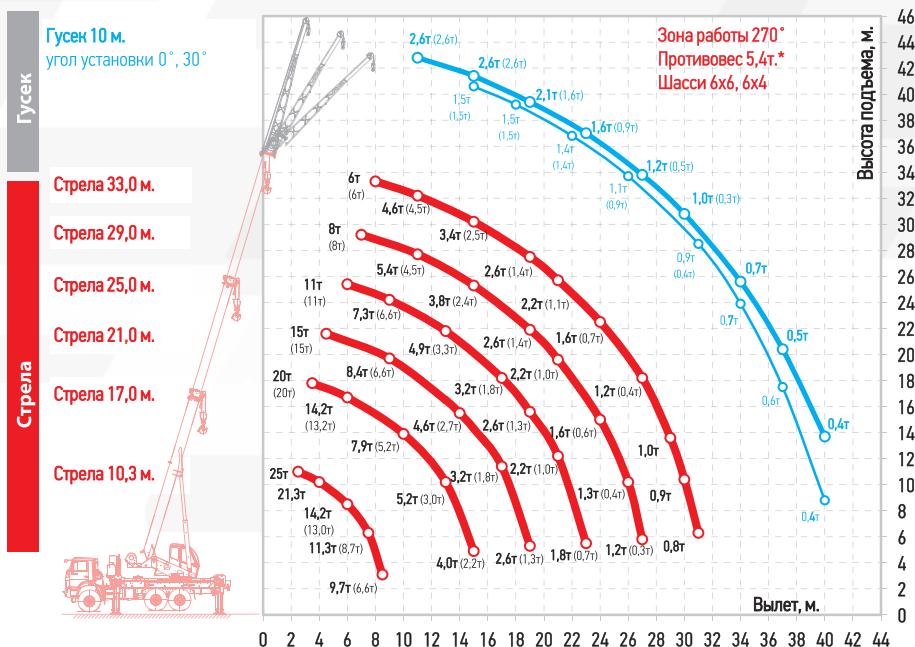 Гусек
Гусек 10 м.
угол установки 0°, 30°
Стрела
Стрела 33,0 м.
Стрела 29,0 м.
Стрела 25,0 м.
Стрела 21,0 м.
Стрела 17,0 м.
Стрела 10,3 м.
Зона работы 270°
Противовес 5,4т.*
Шасси 6х6, 6х4
Высота подъема, м.
Вылет, м.
2,6т (2,6т)
2,6т (2,6т)
2,1т (1,6т)
1,6т (0,9т)
1,2т (0,5т)
1,0т (0,3т)
0,7т
0,5т
0,4т
1,5т
(1,5т)
1,5т
(1,5т)
1,4т
(1,4т)
1,1т
(0,9т)
0,9т
(0,4т)
0,7т
0,6т
0,4т
6т
(6т)
4,6т (4,5т)
3,4т (2,5т)
2,6т (1,4т)
2,2т (1,1т)
1,6т (0,7т)
1,2т (0,4т)
1,0т
0,9т
0,8т
8т
(8т)
5,4т (4,5т)
3,8т (2,4т)
2,6т (1,4т)
2,2т (1,0т)
1,6т (0,6т)
1,3т (0,4т)
1,2т (0,3т)
11т
(11т)
7,3т (6,6т)
4,9т (3,3т)
3,2т (1,8т)
2,6т (1,3т)
2,2т (1,0т)
1,8т (0,7т)
15т
(15т)
8,4т (6,6т)
4,6т (2,7т)
3,2т (1,8т)
2,6т (1,3т)
20т
(20т)
14,2т
(13,2т)
7,9т (5,2т)
5,2т (3,0т)
4,0т (2,2т)
25т
21,3т
14,2т
(13,0т)
11,3т (8,7т)
9,7т (6,6т)
46
44
42
40
38
36
34
32
30
28
26
24
22
20
18
16
14
12
10
8
6
4
2
0
0 2 4 6 8 10 12 14 16 18 20 22 24 26 28 30 32 34 36 38 40 42 44